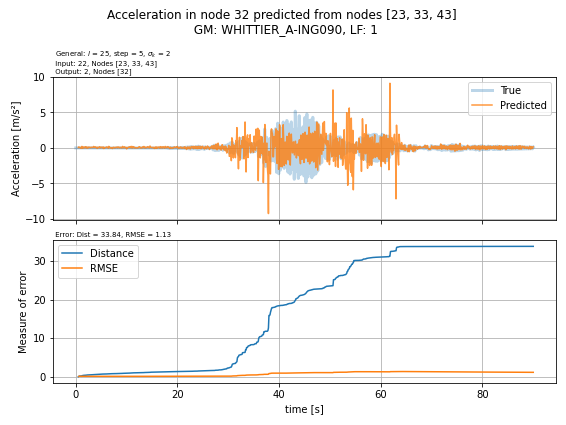 Acceleration in node 32 predicted from nodes [23, 33, 43]
GM: WHITTIER_A-ING090, LF: 1
General: l = 25, step = 5, σ_k = 2
Input: 22, Nodes [23, 33, 43]
Output: 2, Nodes [32]
10
5
0
−5
−10
Acceleration [m/s²]
True
Predicted
Error: Dist = 33.84, RMSE = 1.13
30
20
10
0
Measure of error
Distance
RMSE
0 20 40 60 80
time [s]